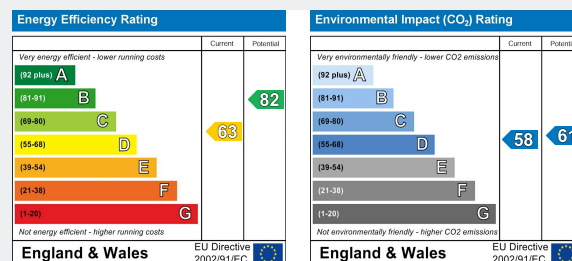 Energy Efficiency Rating
Current Potential
Very energy efficient - lower running costs
(92 plus) A
(81-91) B
(69-80) C
(55-68) D
(39-54) E
(21-38) F
(1-20) G
63
82
Not energy efficient - higher running costs
England & Wales
EU Directive
2002/91/EC
Environmental Impact (CO2) Rating
Current Potential
Very environmentally friendly - lower CO2 emissions
(92 plus) A
(81-91) B
(69-80) C
(55-68) D
(39-54) E
(21-38) F
(1-20) G
58
61
Not environmentally friendly - higher CO2 emissions
England & Wales
EU Directive
2002/91/EC